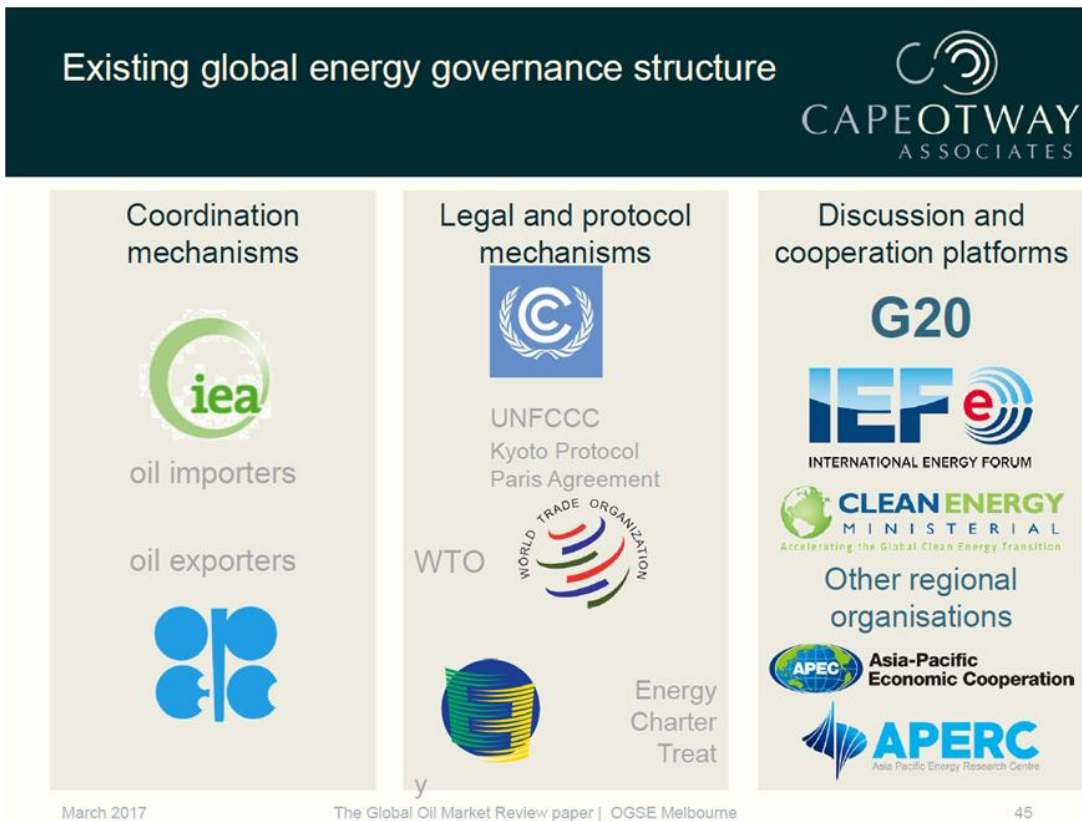 Existing global energy governance structure
CAPEOTWAY
ASSOCIATES
Coordination
mechanisms
iea
oil importers
oil exporters
OPEC
Legal and protocol
mechanisms
UNFCCC
Kyoto Protocol
Paris Agreement
WTO
WORLD TRADE ORGANIZATION
Energy
Charter
Treat
y
Discussion and
cooperation platforms
G20
IEF e
INTERNATIONAL ENERGY FORUM
CLEAN ENERGY
MINISTERIAL
Accelerating the Global Clean Energy Transition
Other regional
organisations
APEC Asia-Pacific
Economic Cooperation
APERC
Asia Pacific Energy Research Centre
March 2017
The Global Oil Market Review paper | OGSE Melbourne
45